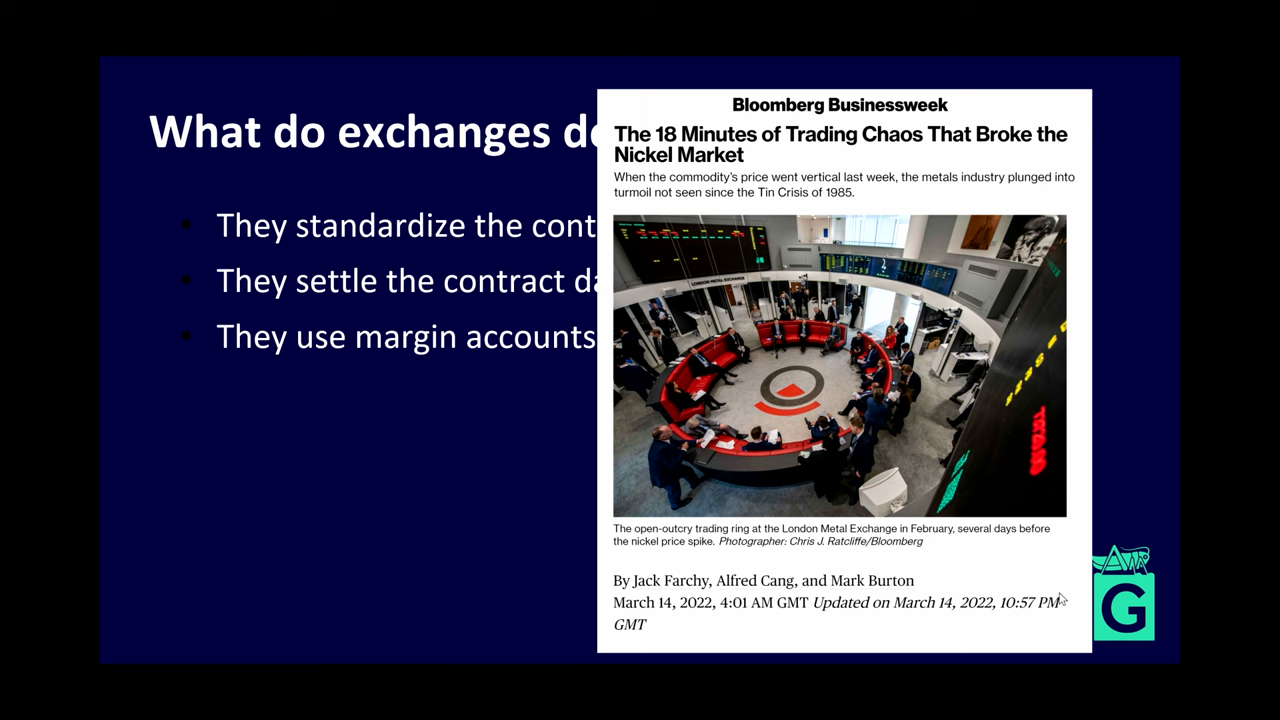 What do exchanges do
They standardize the cont
They settle the contract da
They use margin accounts
Bloomberg Businessweek
The 18 Minutes of Trading Chaos That Broke the
Nickel Market
When the commodity's price went vertical last week, the metals industry plunged into
turmoil not seen since the Tin Crisis of 1985.
LONDON METAL EXCHANGE
The open-outcry trading ring at the London Metal Exchange in February, several days before
the nickel price spike. Photographer: Chris J. Ratcliffe/Bloomberg
By Jack Farchy, Alfred Cang, and Mark Burton
March 14, 2022, 4:01 AM GMT Updated on March 14, 2022, 10:57 PM
GMT
G